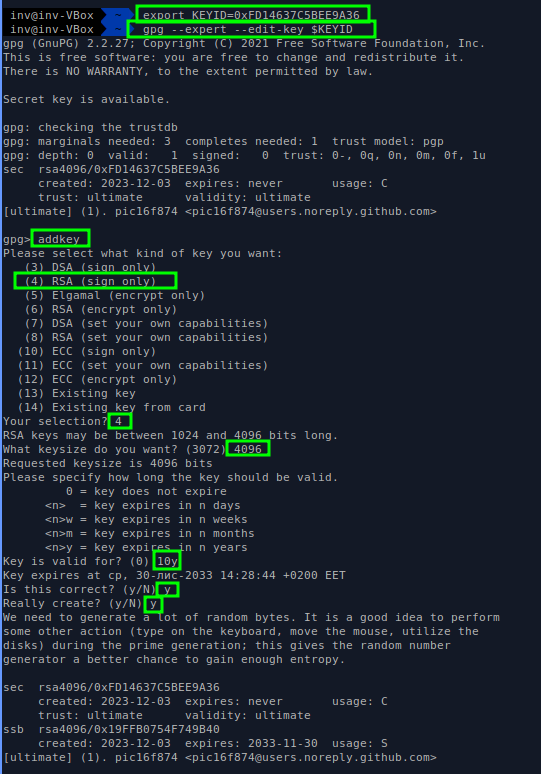 inv@inv-VBox ~ export KEYID=0xFD14637C5BEE9A36
inv@inv-VBox ~ gpg --expert --edit-key $KEYID
gpg (GnuPG) 2.2.27; Copyright (C) 2021 Free Software Foundation, Inc.
This is free software: you are free to change and redistribute it.
There is NO WARRANTY, to the extent permitted by law.
Secret key is available.
gpg: checking the trustdb
gpg: marginals needed: 3  completes needed: 1  trust model: pgp
gpg: depth: 0  valid:   1  signed:   0  trust: 0-, 0q, 0n, 0m, 0f, 1u
sec  rsa4096/0xFD14637C5BEE9A36
     created: 2023-12-03  expires: never       usage: C
     trust: ultimate      validity: ultimate
[ultimate] (1). pic16f874 <pic16f874@users.noreply.github.com>
gpg> addkey
Please select what kind of key you want:
   (3) DSA (sign only)
   (4) RSA (sign only)
   (5) Elgamal (encrypt only)
   (6) RSA (encrypt only)
   (7) DSA (set your own capabilities)
   (8) RSA (set your own capabilities)
  (10) ECC (sign only)
  (11) ECC (set your own capabilities)
  (12) ECC (encrypt only)
  (13) Existing key
  (14) Existing key from card
Your selection? 4
RSA keys may be between 1024 and 4096 bits long.
What keysize do you want? (3072) 4096
Requested keysize is 4096 bits
Please specify how long the key should be valid.
         0 = key does not expire
      <n>  = key expires in n days
      <n>w = key expires in n weeks
      <n>m = key expires in n months
      <n>y = key expires in n years
Key is valid for? (0) 10y
Key expires at ср, 30-лис-2033 14:28:44 +0200 EET
Is this correct? (y/N) y
Really create? (y/N) y
We need to generate a lot of random bytes. It is a good idea to perform
some other action (type on the keyboard, move the mouse, utilize the
disks) during the prime generation; this gives the random number
generator a better chance to gain enough entropy.
sec  rsa4096/0xFD14637C5BEE9A36
     created: 2023-12-03  expires: never       usage: C
     trust: ultimate      validity: ultimate
ssb  rsa4096/0x19FFB0754F749B40
     created: 2023-12-03  expires: 2033-11-30  usage: S
[ultimate] (1). pic16f874 <pic16f874@users.noreply.github.com>